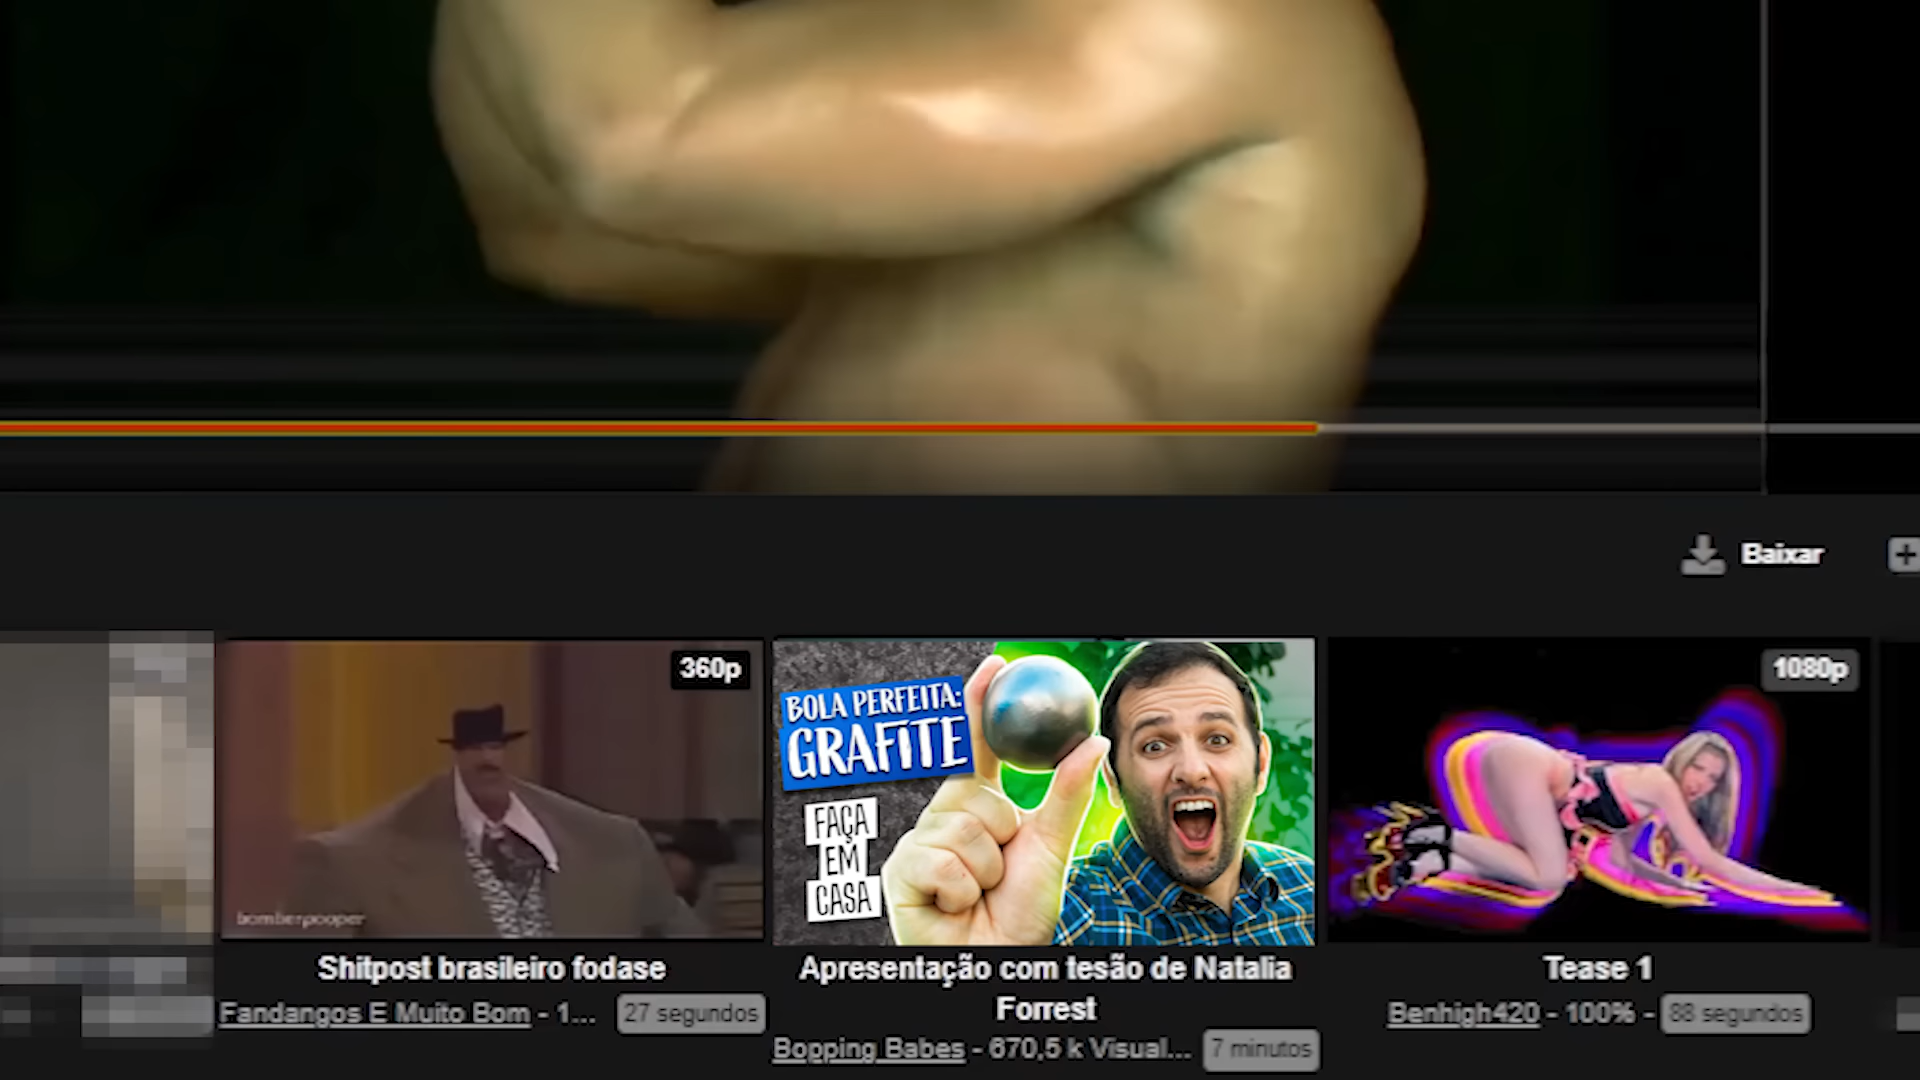 Baixar
360p
bomberpooper
Shitpost brasileiro fodase
Fandangos E Muito Bom - 1...
27 segundos
BOLA PERFEITA:
GRAFITE
FAÇA
EM
CASA
Apresentação com tesão de Natalia
Forrest
Bopping Babes - 670,5 k Visual...
7 minutos
1080p
Tease 1
Benhigh420 - 100% -
88 segundos